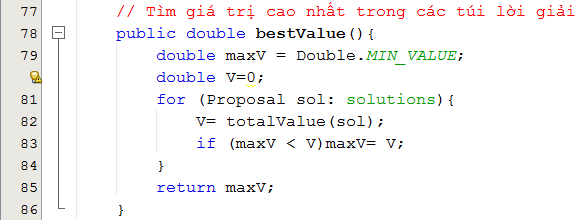 77 // Tìm giá trị cao nhất trong các túi lời giải
78 public double bestValue(){
79 double maxV = Double.MIN_VALUE;
double V=0;
81 for (Proposal sol: solutions){
82 V= totalValue(sol);
83 if (maxV < V)maxV= V;
84 }
85 return maxV;
86 }